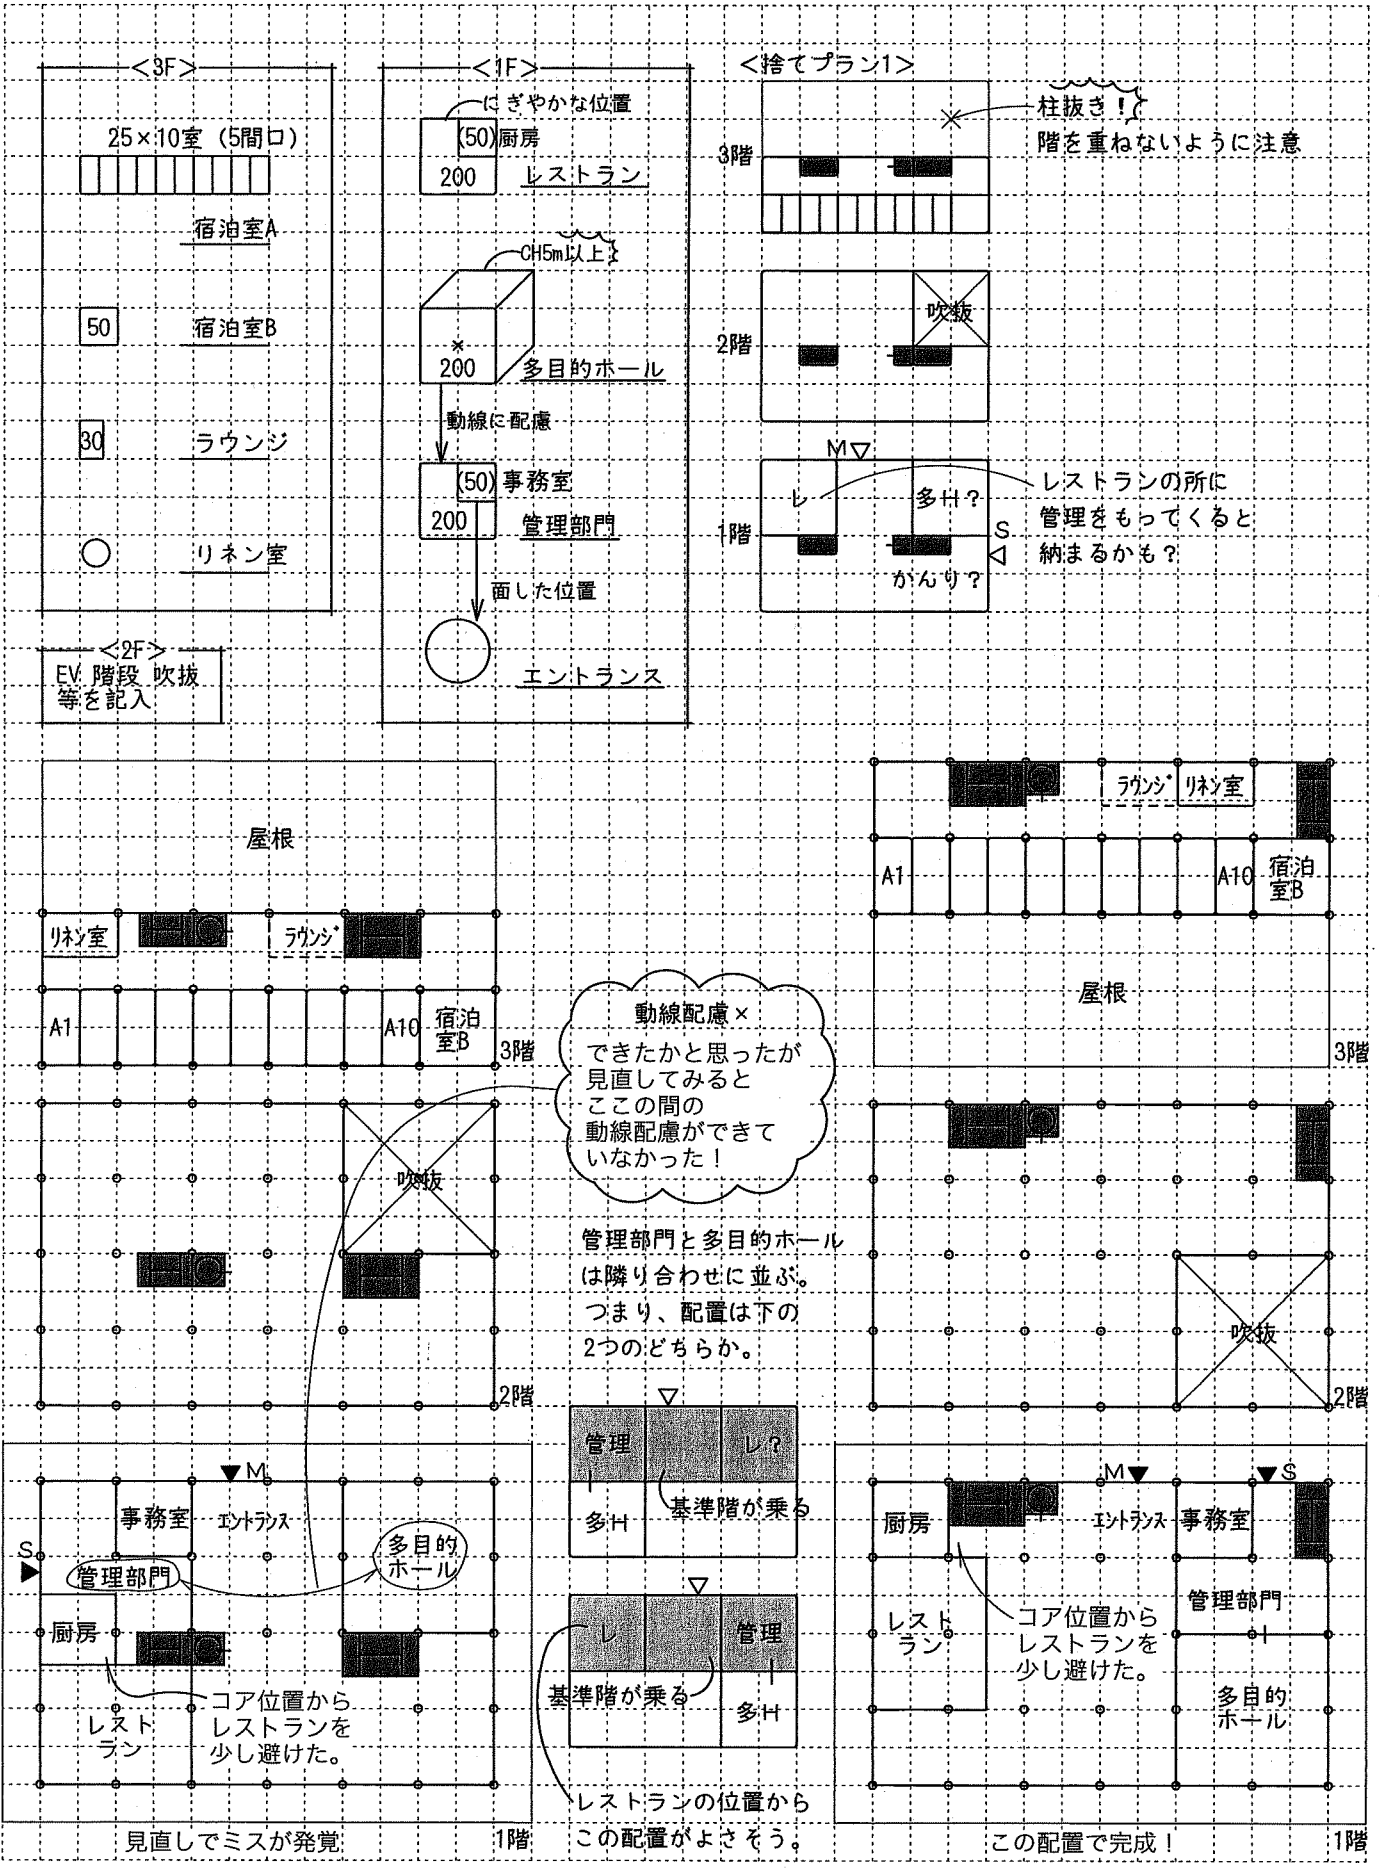 <3F>
25×10室 (5間口)
宿泊室A
50
宿泊室B
30
ラウンジ
リネン室
<2F>
EV 階段 吹抜
等を記入
<1F>
にぎやかな位置
(50)厨房
200
レストラン
CH5m以上
×
200
多目的ホール
動線に配慮
(50)事務室
200
管理部門
面した位置
エントランス
<捨てプラン1>
柱抜き!
階を重ねないように注意
3階
吹抜
2階
M
レ
多H?
S
1階
かんり?
レストランの所に
管理をもってくると
納まるかも?
屋根
リネン室
ラウンジ
A1
A10
宿泊
室B
3階
吹抜
2階
M
事務室
エントランス
S
管理部門
多目的
ホール
厨房
コア位置から
レストランを
少し避けた。
レスト
ラン
見直しでミスが発覚
1階
動線配慮×
できたかと思ったが
見直してみると
ここの間の
動線配慮ができて
いなかった!
管理部門と多目的ホール
は隣り合わせに並ぶ。
つまり、配置は下の
2つのどちらか。
管理
レ?
基準階が乗る
多H
レ
管理
基準階が乗る
多H
レストランの位置から
この配置がよさそう。
ラウンジ
リネン室
A1
A10
宿泊
室B
屋根
3階
吹抜
2階
M
S
厨房
エントランス
事務室
レスト
ラン
コア位置から
レストランを
少し避けた。
管理部門
多目的
ホール
この配置で完成!
1階